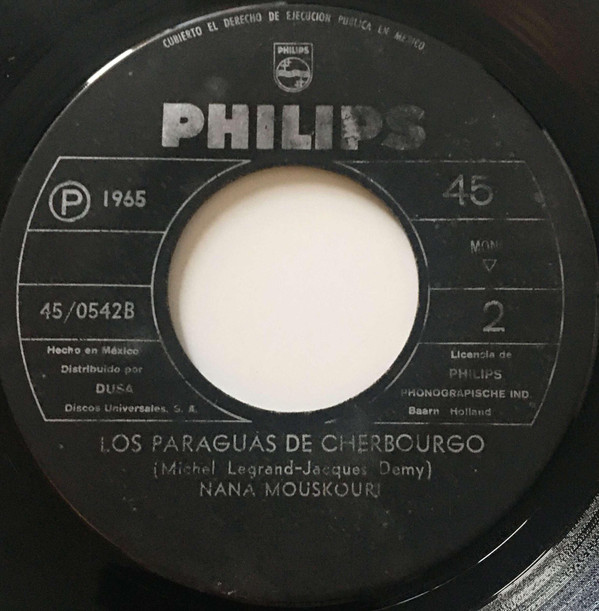 CUBIERTO EL DERECHO DE EJECUCION PUBLICA EN MEXICO
PHILIPS
PHILIPS
Ⓟ 1965
45
MONO
45/0542B
2
Hecho en México
Distribuido por
DUSA
Discos Universales, S. A.
Licencia de
PHILIPS
PHONOGRAPISCHE IND.
Baarn Holland
LOS PARAGUAS DE CHERBOURGO
(Michel Legrand-Jacques Demy)
NANA MOUSKOURI